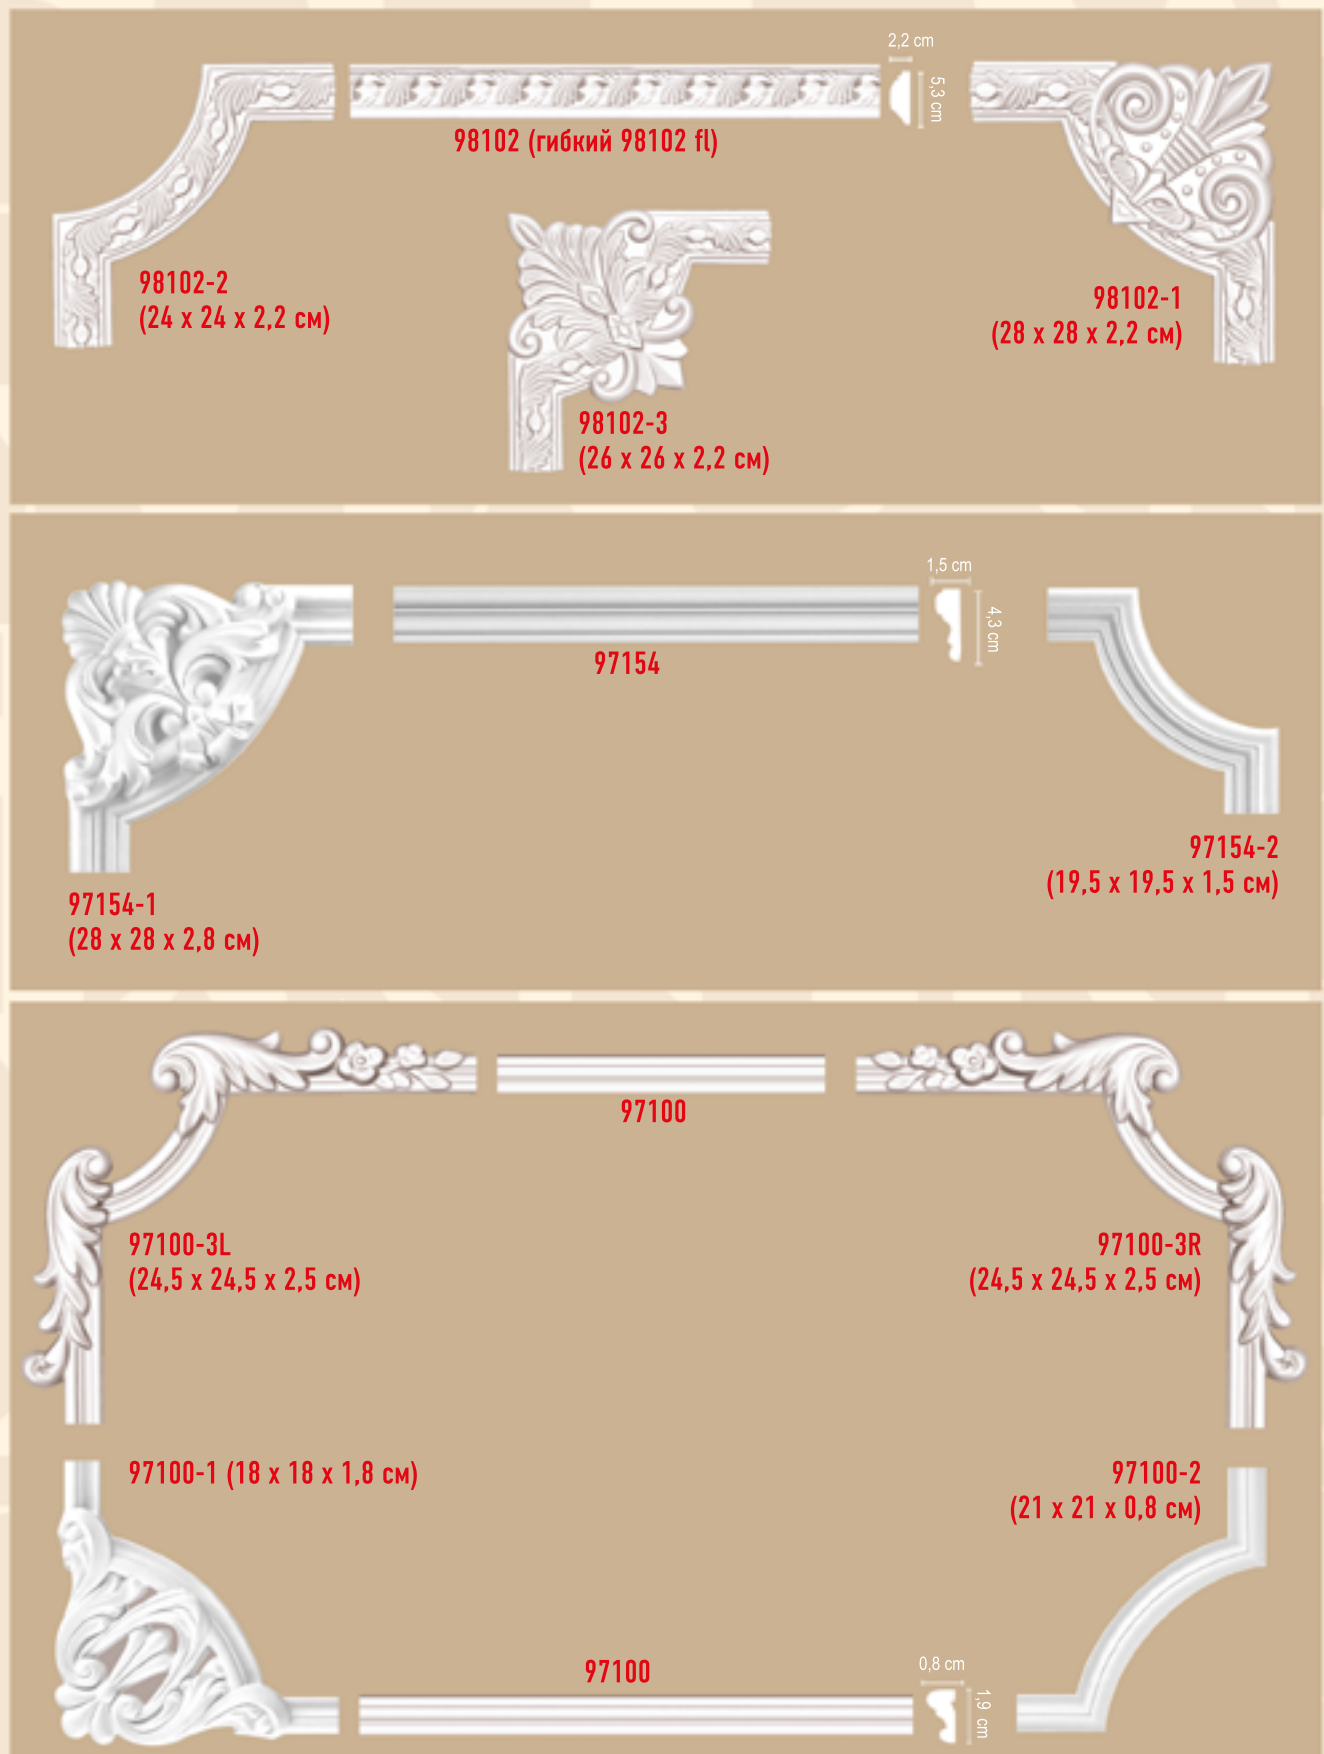 2,2 cm
5,3 cm
98102 (гибкий 98102 fl)
98102-2
(24 x 24 x 2,2 см)
98102-1
(28 x 28 x 2,2 см)
98102-3
(26 x 26 x 2,2 см)
1,5 cm
4,3 cm
97154
97154-2
(19,5 x 19,5 x 1,5 см)
97154-1
(28 x 28 x 2,8 см)
97100
97100-3L
(24,5 x 24,5 x 2,5 см)
97100-3R
(24,5 x 24,5 x 2,5 см)
97100-1 (18 x 18 x 1,8 см)
97100-2
(21 x 21 x 0,8 см)
97100
0,8 cm
1,9 cm